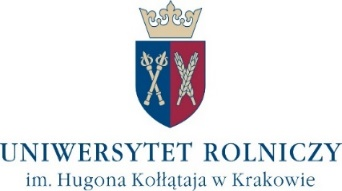 UNIWERSYTET ROLNICZY
im. Hugona Kołłątaja w Krakowie